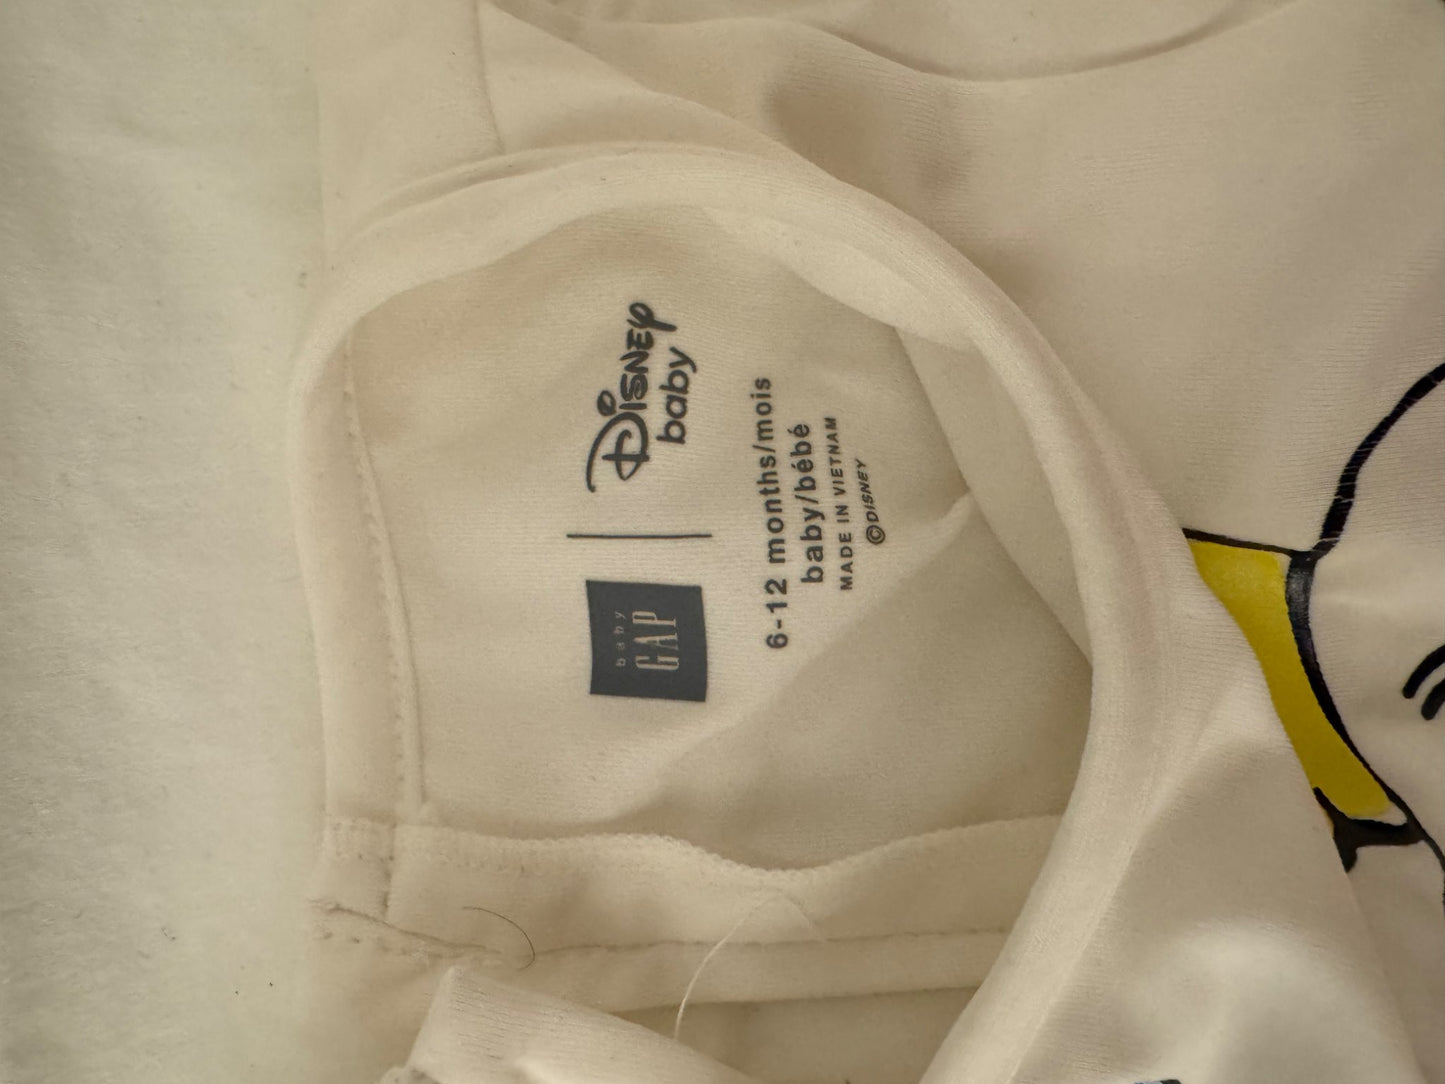 baby
GAP
Disney
baby
6-12 months/mois
baby/bébé
MADE IN VIETNAM
©DISNEY